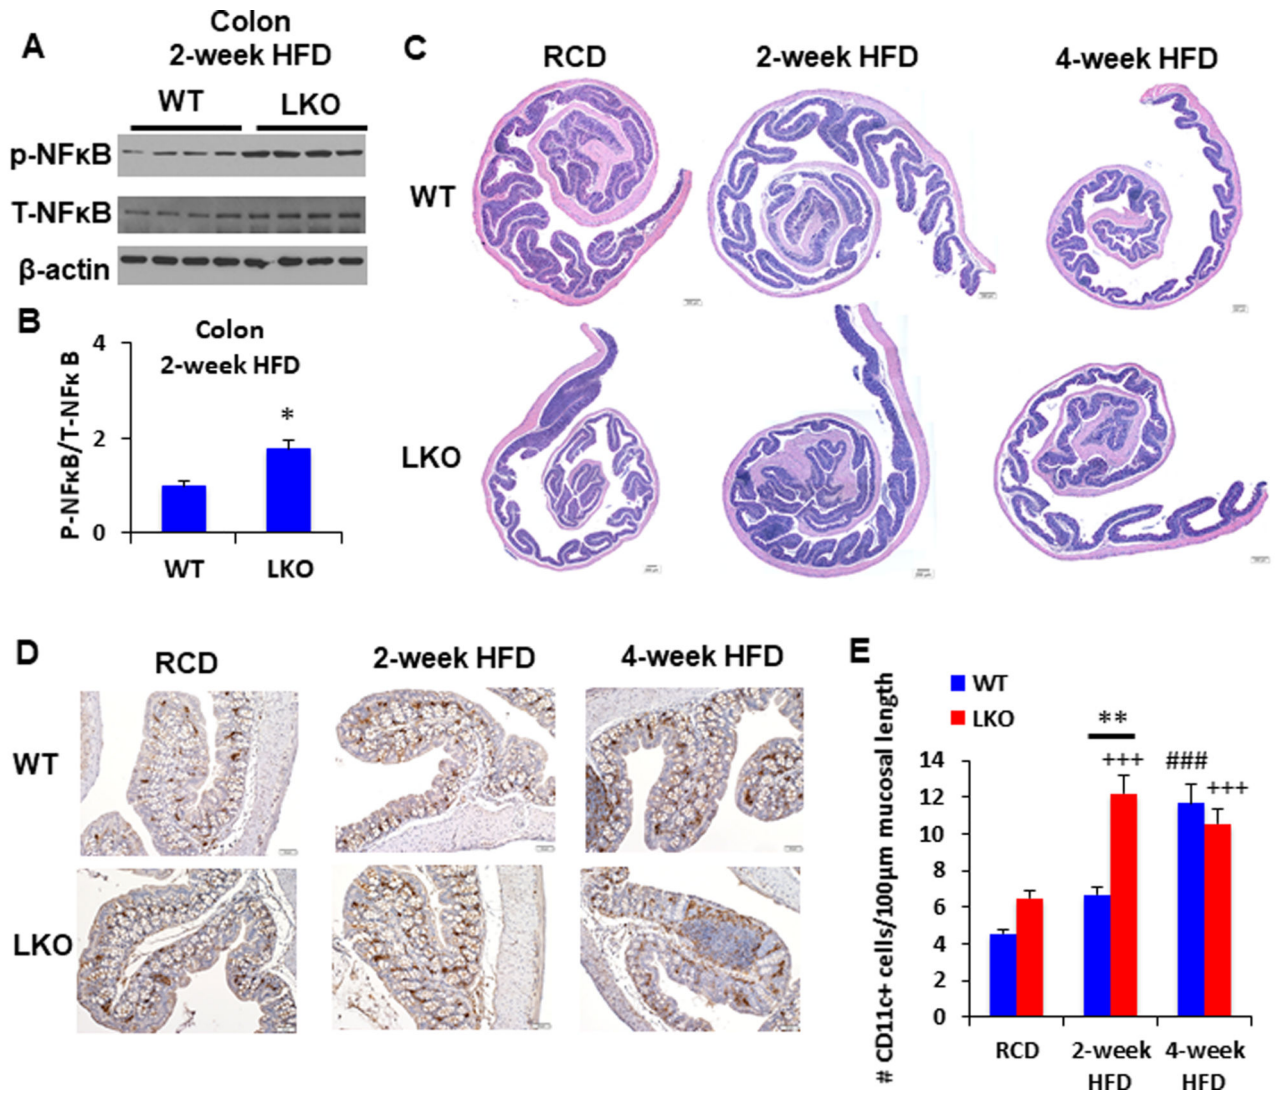 A
Colon
2-week HFD
WT
LKO
p-NFκB
T-NFκB
β-actin
B
Colon
2-week HFD
P-NFκB/T-NFκ B
4
2
0
*
WT
LKO
C
RCD
2-week HFD
4-week HFD
WT
LKO
D
RCD
2-week HFD
4-week HFD
WT
LKO
E
WT
LKO
# CD11c+ cells/100μm mucosal length
14
12
10
8
6
4
2
0
**
+++
###
+++
RCD
2-week
HFD
4-week
HFD